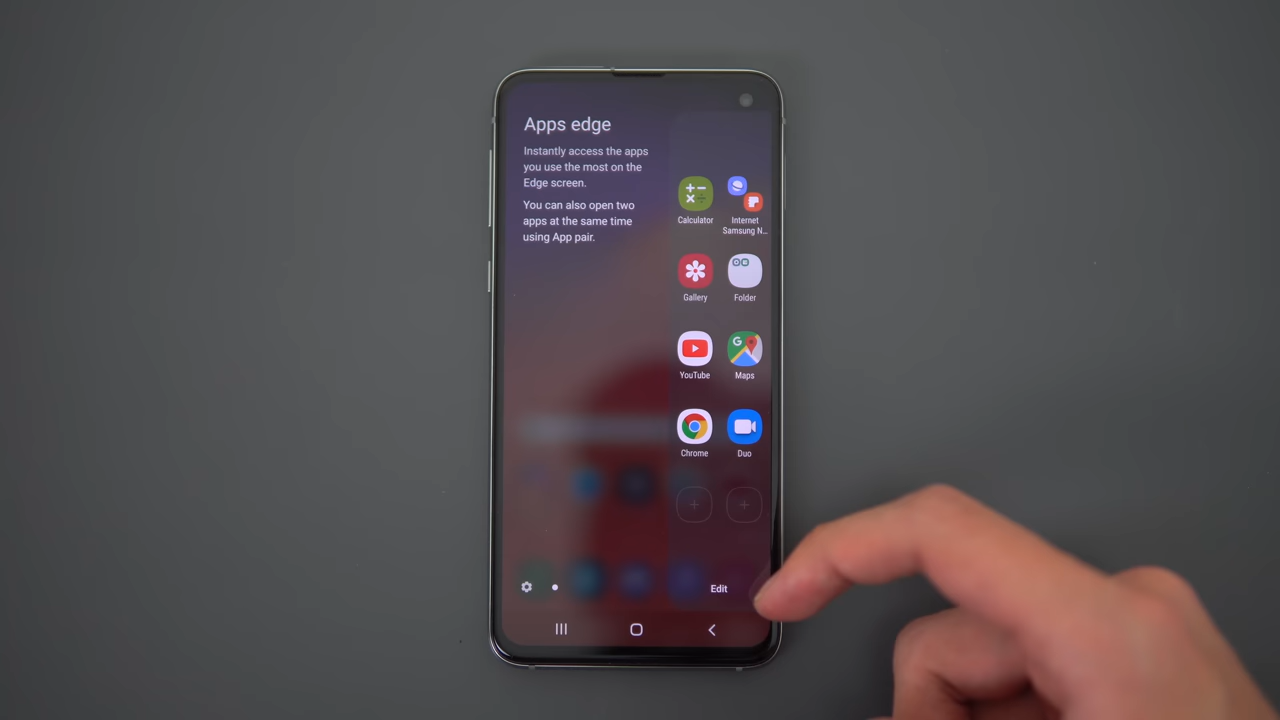 Apps edge
Instantly access the apps
you use the most on the
Edge screen.
You can also open two
apps at the same time
using App pair.
Calculator
Internet
Samsung N...
Gallery
Folder
YouTube
G
Maps
Chrome
Duo
Edit